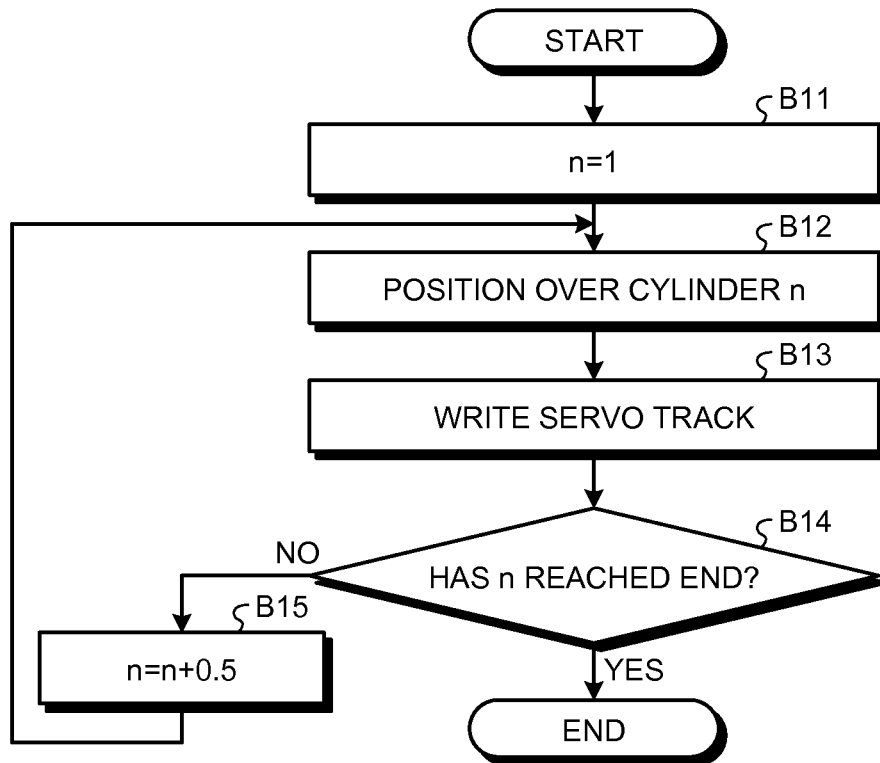 START
B11
n=1
B12
POSITION OVER CYLINDER n
B13
WRITE SERVO TRACK
B14
HAS n REACHED END?
NO
B15
n=n+0.5
YES
END